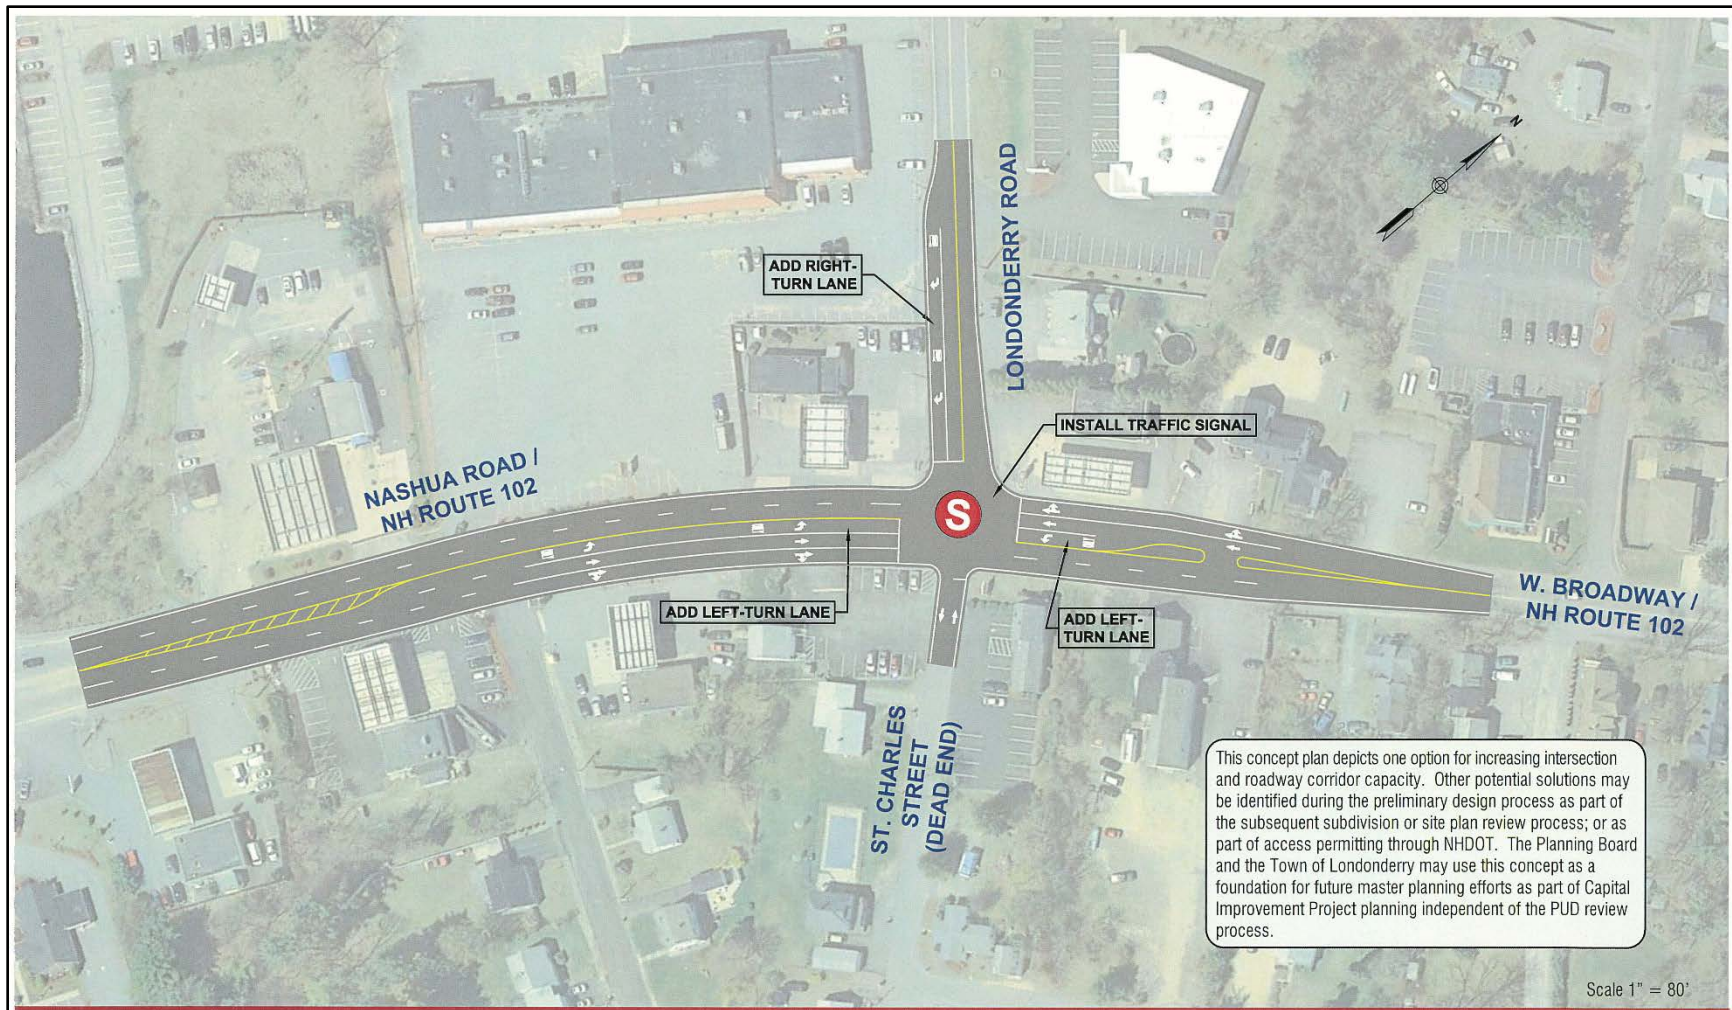 N
LONDONDERRY ROAD
ADD RIGHT-
TURN LANE
INSTALL TRAFFIC SIGNAL
NASHUA ROAD /
NH ROUTE 102
S
ADD LEFT-TURN LANE
ADD LEFT-
TURN LANE
W. BROADWAY /
NH ROUTE 102
ST. CHARLES
STREET
(DEAD END)
This concept plan depicts one option for increasing intersection
and roadway corridor capacity. Other potential solutions may
be identified during the preliminary design process as part of
the subsequent subdivision or site plan review process; or as
part of access permitting through NHDOT. The Planning Board
and the Town of Londonderry may use this concept as a
foundation for future master planning efforts as part of Capital
Improvement Project planning independent of the PUD review
process.
Scale 1" = 80'